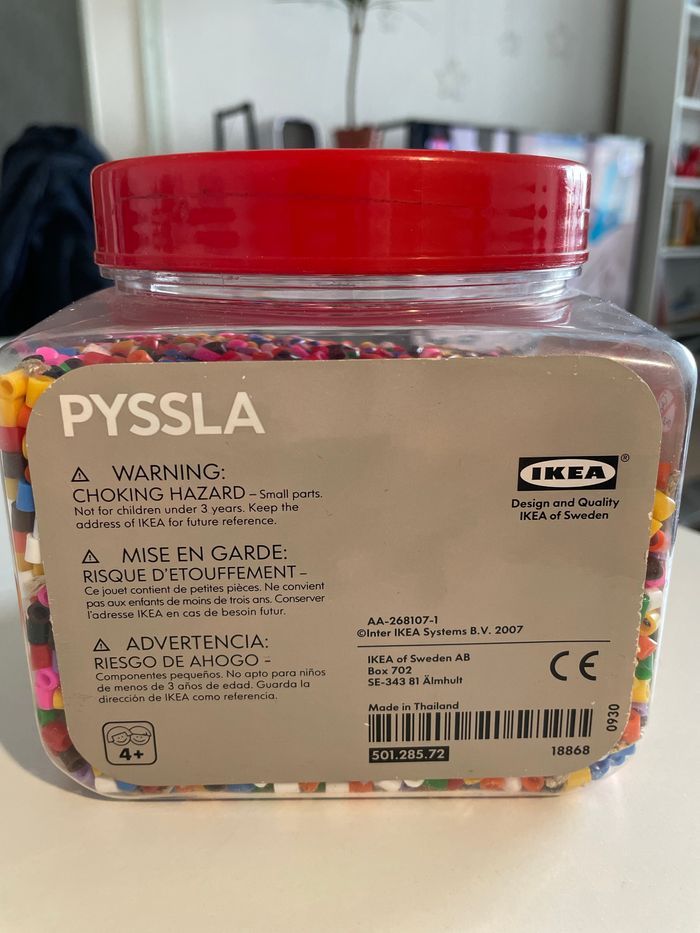 PYSSLA
⚠ WARNING:
CHOKING HAZARD – Small parts.
Not for children under 3 years. Keep the
address of IKEA for future reference.
⚠ MISE EN GARDE:
RISQUE D'ETOUFFEMENT –
Ce jouet contient de petites pièces. Ne convient
pas aux enfants de moins de trois ans. Conserver
l'adresse IKEA en cas de besoin futur.
⚠ ADVERTENCIA:
RIESGO DE AHOGO –
Componentes pequeños. No apto para niños
de menos de 3 años de edad. Guarda la
dirección de IKEA como referencia.
4+
IKEA®
Design and Quality
IKEA of Sweden
AA-268107-1
©Inter IKEA Systems B.V. 2007
IKEA of Sweden AB
Box 702
SE-343 81 Älmhult
CE
Made in Thailand
0930
501.285.72
18868